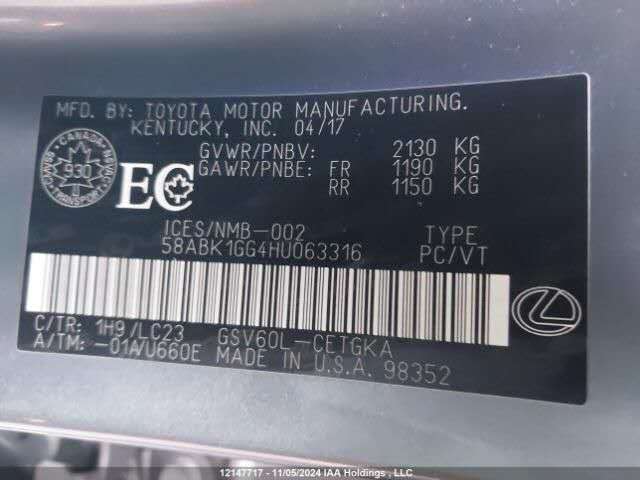 MFD. BY: TOYOTA MOTOR MANUFACTURING.
KENTUCKY, INC. 04/17
GVWR/PNBV: 2130 KG
GAWR/PNBE: FR 1190 KG
RR 1150 KG
CANADA
930
TRANSPORT
EC
ICES/NMB-002
58ABK1GG4HU063316
TYPE
PC/VT
C/TR: 1H9 /LC23 GSV60L-CETGKA
A/TM: -01A/U660E MADE IN U.S.A. 98352
12147717 - 11/05/2024 IAA Holdings , LLC